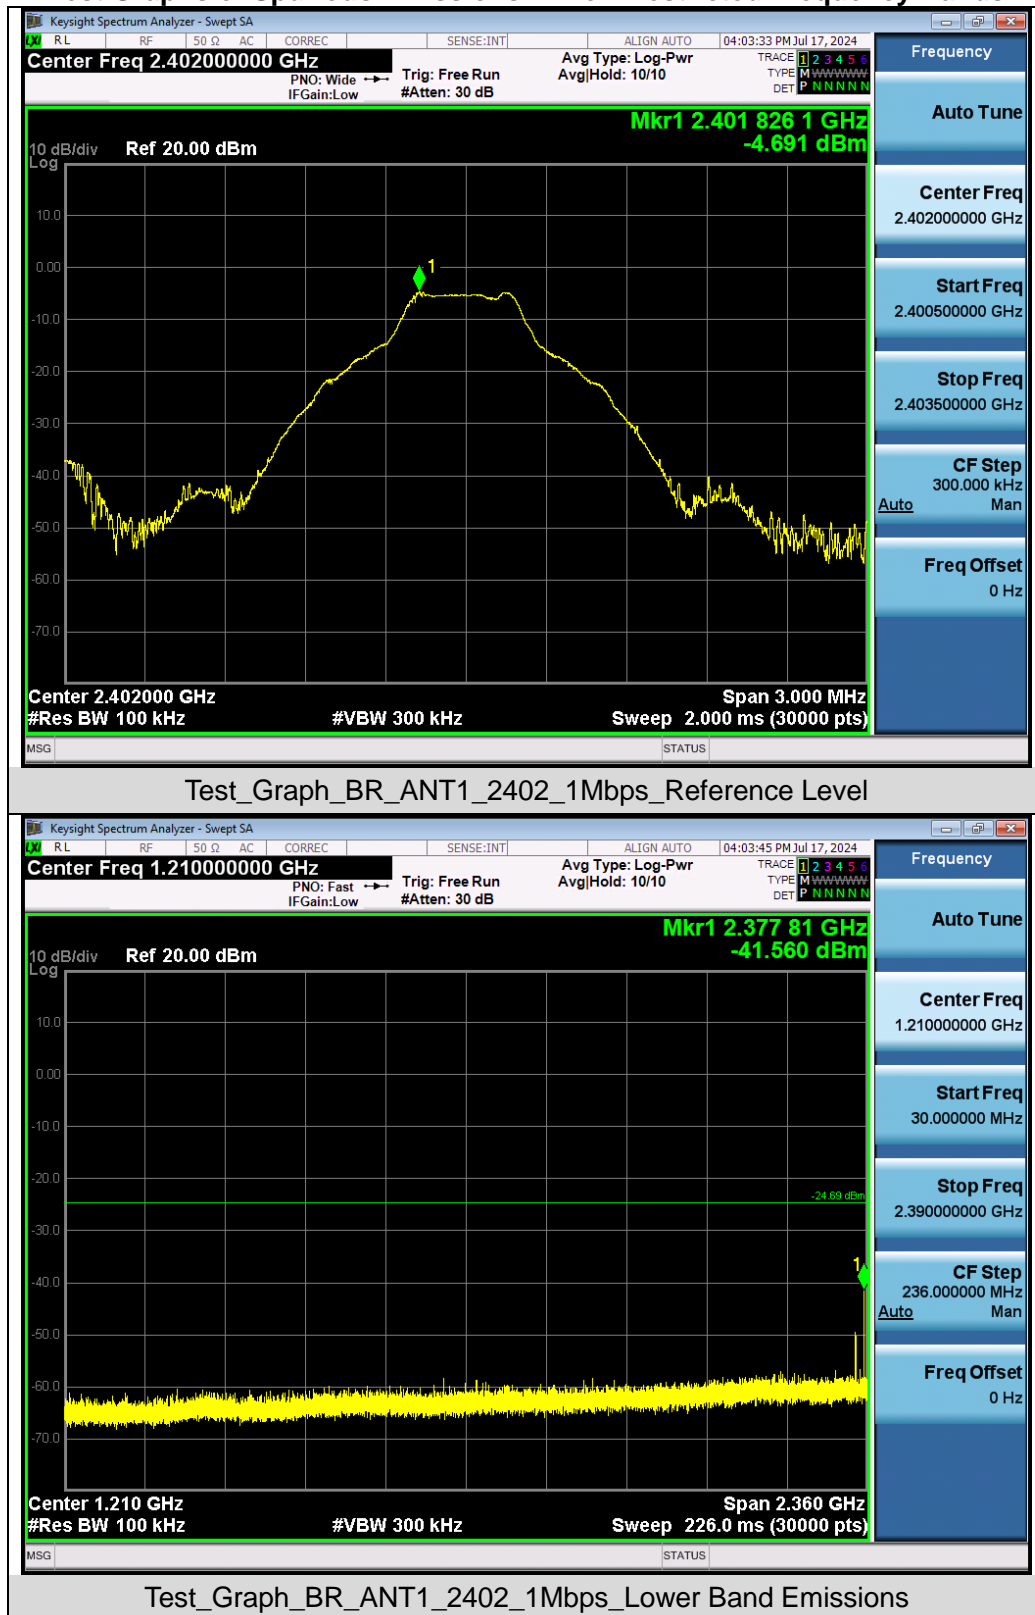 Keysight Spectrum Analyzer - Swept SA
LXI RL RF 50 Ω AC CORREC SENSE:INT ALIGN AUTO 04:03:33 PM Jul 17, 2024
Center Freq 2.402000000 GHz
PNO: Wide
IFGain:Low
Trig: Free Run
#Atten: 30 dB
Avg Type: Log-Pwr
Avg|Hold: 10/10
TRACE 1 2 3 4 5 6
TYPE M W W W W W
DET P N N N N N
Mkr1 2.401 826 1 GHz
-4.691 dBm
10 dB/div Ref 20.00 dBm
Log
10.0
0.00
-10.0
-20.0
-30.0
-40.0
-50.0
-60.0
-70.0
1
Center 2.402000 GHz Span 3.000 MHz
#Res BW 100 kHz #VBW 300 kHz Sweep 2.000 ms (30000 pts)
MSG STATUS
Frequency
Auto Tune
Center Freq
2.402000000 GHz
Start Freq
2.400500000 GHz
Stop Freq
2.403500000 GHz
CF Step
300.000 kHz
Auto Man
Freq Offset
0 Hz
Test_Graph_BR_ANT1_2402_1Mbps_Reference Level
Keysight Spectrum Analyzer - Swept SA
LXI RL RF 50 Ω AC CORREC SENSE:INT ALIGN AUTO 04:03:45 PM Jul 17, 2024
Center Freq 1.210000000 GHz
PNO: Fast
IFGain:Low
Trig: Free Run
#Atten: 30 dB
Avg Type: Log-Pwr
Avg|Hold: 10/10
TRACE 1 2 3 4 5 6
TYPE M W W W W W
DET P N N N N N
Mkr1 2.377 81 GHz
-41.560 dBm
10 dB/div Ref 20.00 dBm
Log
10.0
0.00
-10.0
-20.0
-30.0
-40.0
-50.0
-60.0
-70.0
-24.69 dBm
1
Center 1.210 GHz Span 2.360 GHz
#Res BW 100 kHz #VBW 300 kHz Sweep 226.0 ms (30000 pts)
MSG STATUS
Frequency
Auto Tune
Center Freq
1.210000000 GHz
Start Freq
30.000000 MHz
Stop Freq
2.390000000 GHz
CF Step
236.000000 MHz
Auto Man
Freq Offset
0 Hz
Test_Graph_BR_ANT1_2402_1Mbps_Lower Band Emissions